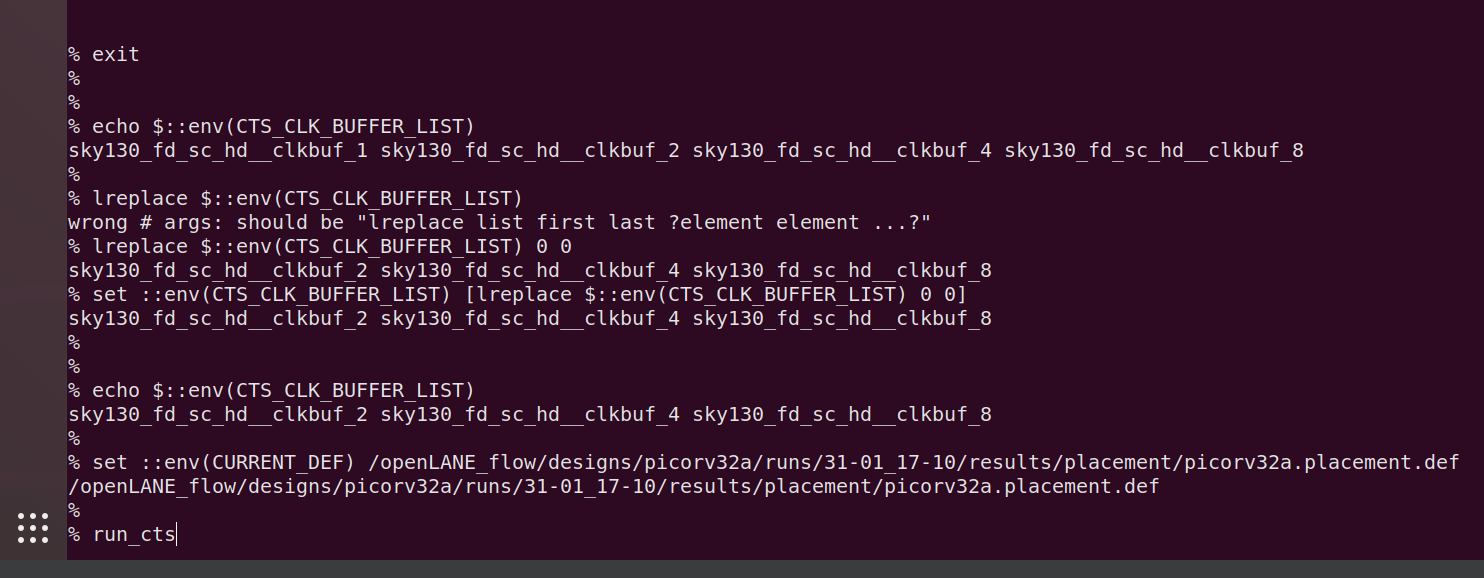 % exit
%
%
% echo $::env(CTS_CLK_BUFFER_LIST)
sky130_fd_sc_hd__clkbuf_1 sky130_fd_sc_hd__clkbuf_2 sky130_fd_sc_hd__clkbuf_4 sky130_fd_sc_hd__clkbuf_8
%
% lreplace $::env(CTS_CLK_BUFFER_LIST)
wrong # args: should be "lreplace list first last ?element element ...?"
% lreplace $::env(CTS_CLK_BUFFER_LIST) 0 0
sky130_fd_sc_hd__clkbuf_2 sky130_fd_sc_hd__clkbuf_4 sky130_fd_sc_hd__clkbuf_8
% set ::env(CTS_CLK_BUFFER_LIST) [lreplace $::env(CTS_CLK_BUFFER_LIST) 0 0]
sky130_fd_sc_hd__clkbuf_2 sky130_fd_sc_hd__clkbuf_4 sky130_fd_sc_hd__clkbuf_8
%
%
% echo $::env(CTS_CLK_BUFFER_LIST)
sky130_fd_sc_hd__clkbuf_2 sky130_fd_sc_hd__clkbuf_4 sky130_fd_sc_hd__clkbuf_8
%
% set ::env(CURRENT_DEF) /openLANE_flow/designs/picorv32a/runs/31-01_17-10/results/placement/picorv32a.placement.def
/openLANE_flow/designs/picorv32a/runs/31-01_17-10/results/placement/picorv32a.placement.def
%
% run_cts